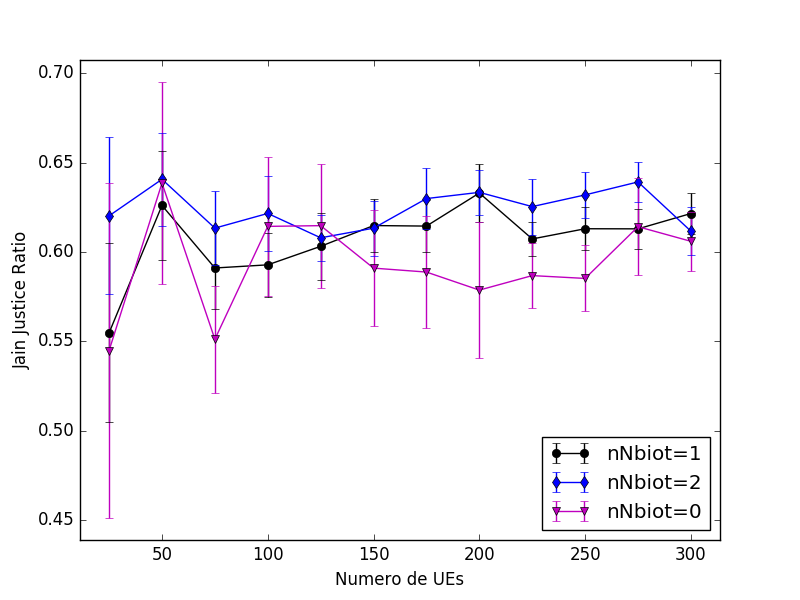 0.70
0.65
0.60
0.55
0.50
0.45
Jain Justice Ratio
50 100 150 200 250 300
Numero de UEs
nNbiot=1
nNbiot=2
nNbiot=0